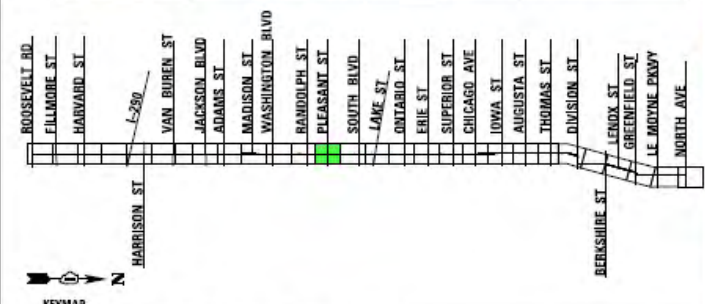 ROOSEVELT RD
FILLMORE ST
HARVARD ST
I-290
HARRISON ST
VAN BUREN ST
JACKSON BLVD
ADAMS ST
MADISON ST
WASHINGTON BLVD
RANDOLPH ST
PLEASANT ST
SOUTH BLVD
LAKE ST
ONTARIO ST
ERIE ST
SUPERIOR ST
CHICAGO AVE
IOWA ST
AUGUSTA ST
THOMAS ST
DIVISION ST
BERKSHIRE ST
LENOX ST
GREENFIELD ST
LE MOYNE PKWY
NORTH AVE
N
KEYMAP